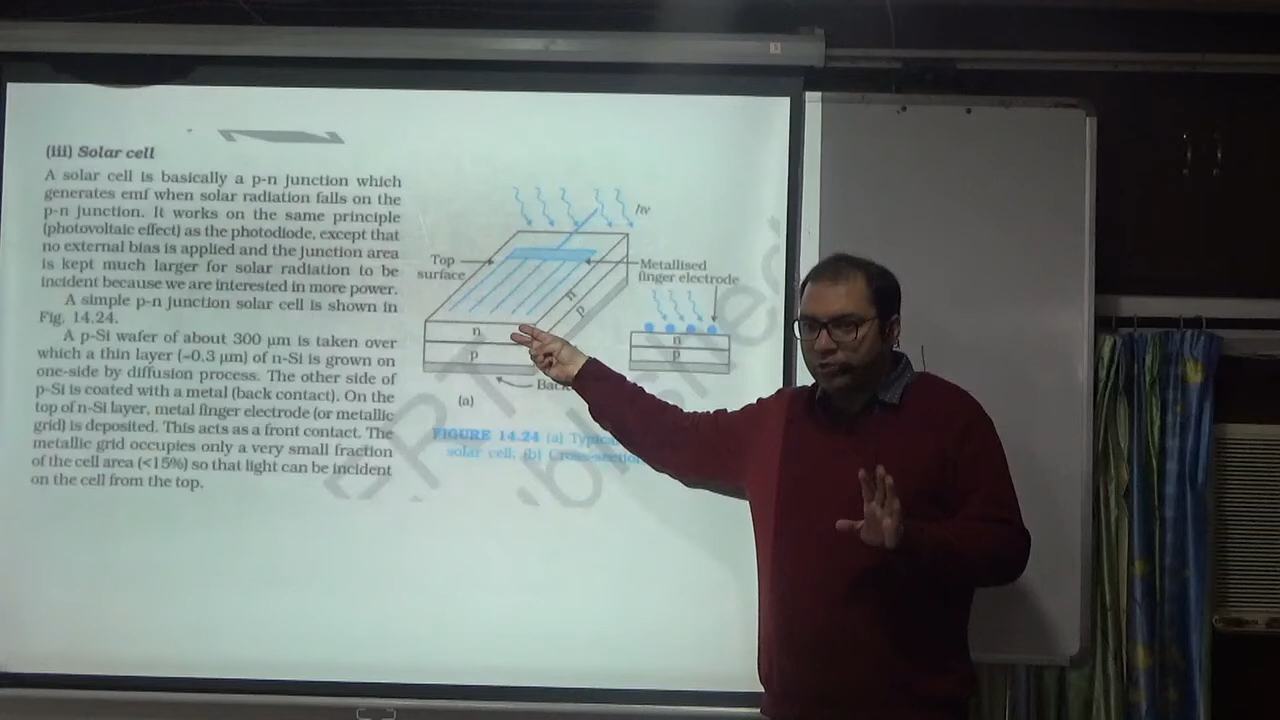 (iii) Solar cell
A solar cell is basically a p-n junction which
generates emf when solar radiation falls on the
p-n junction. It works on the same principle
(photovoltaic effect) as the photodiode, except that
no external bias is applied and the junction area
is kept much larger for solar radiation to be
incident because we are interested in more power.
A simple p-n junction solar cell is shown in
Fig. 14.24.
A p-Si wafer of about 300 μm is taken over
which a thin layer (~0.3 μm) of n-Si is grown on
one-side by diffusion process. The other side of
p-Si is coated with a metal (back contact). On the
top of n-Si layer, metal finger electrode (or metallic
grid) is deposited. This acts as a front contact. The
metallic grid occupies only a very small fraction
of the cell area (<15%) so that light can be incident
on the cell from the top.
hν
Top
surface
Metallised
finger electrode
n
p
n
p
n
p
Back
(a)
FIGURE 14.24 (a)
solar cell; (b)